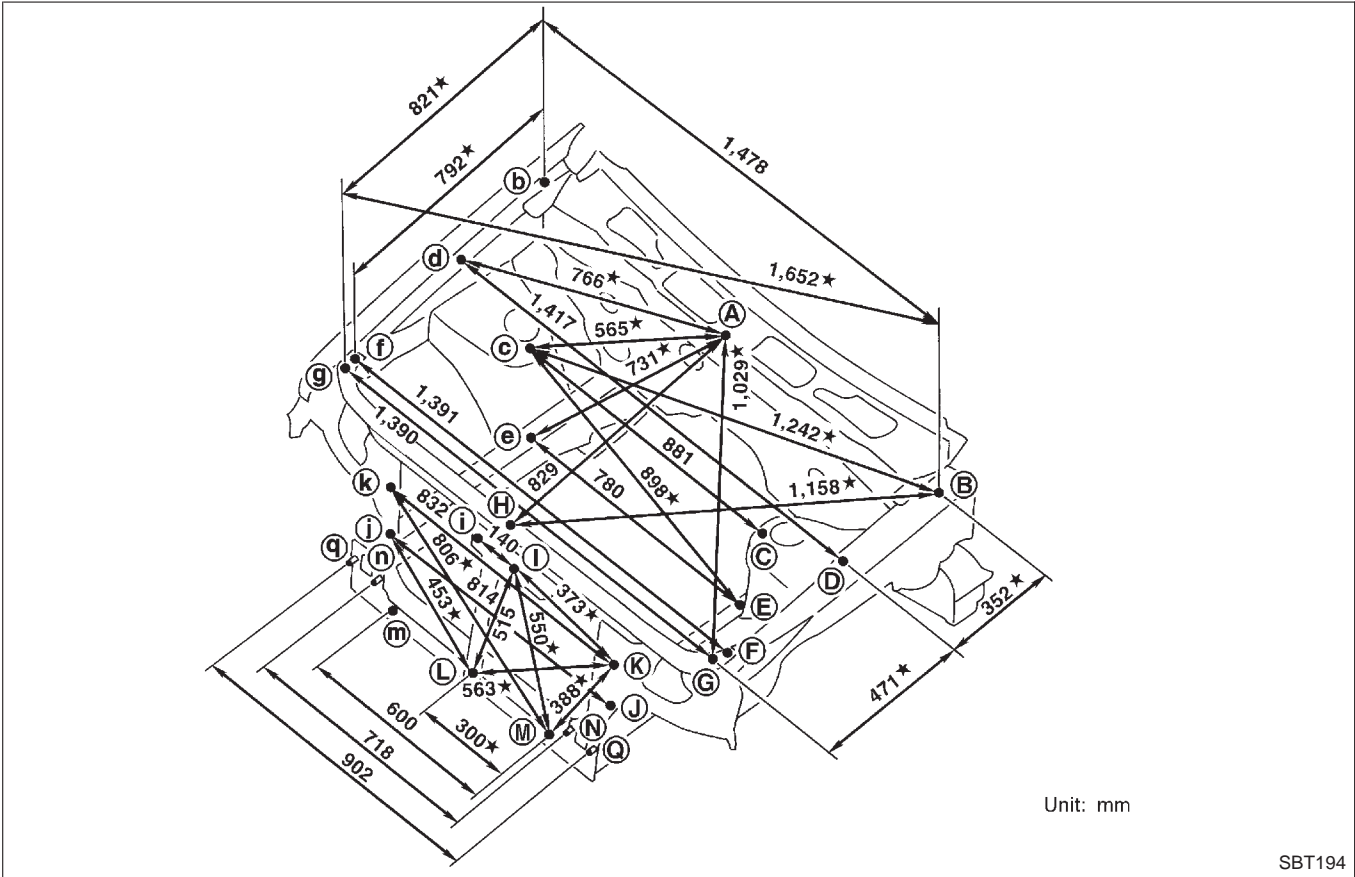 821★
792★
1,478
b
d
766★
1,652★
1,417
A
565★
c
731★
f
g
1,029★
1,391
1,390
1,242★
e
881
829
780
898★
1,158★
B
k
832
H
i
140
I
C
j
q
n
806★
D
453★
814
373★
E
352★
m
515
550★
F
K
G
L
563★
388★
471★
J
600
300★
M
N
Q
718
902
Unit: mm
SBT194